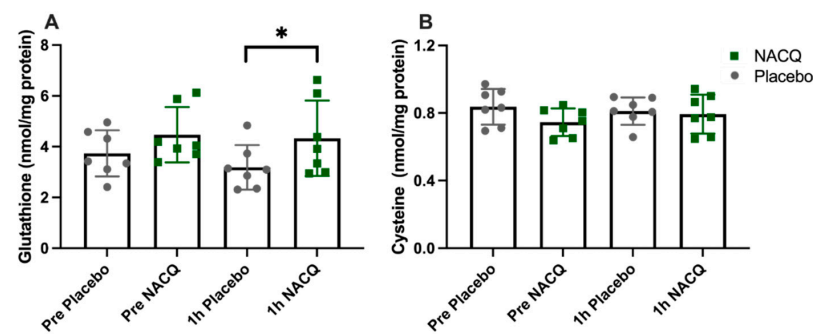 A
Glutathione (nmol/mg protein)
8
6
4
2
0
*
Pre Placebo
Pre NACQ
1h Placebo
1h NACQ
B
Cysteine (nmol/mg protein)
1.2
0.8
0.4
0.0
Pre Placebo
Pre NACQ
1h Placebo
1h NACQ
NACQ
Placebo